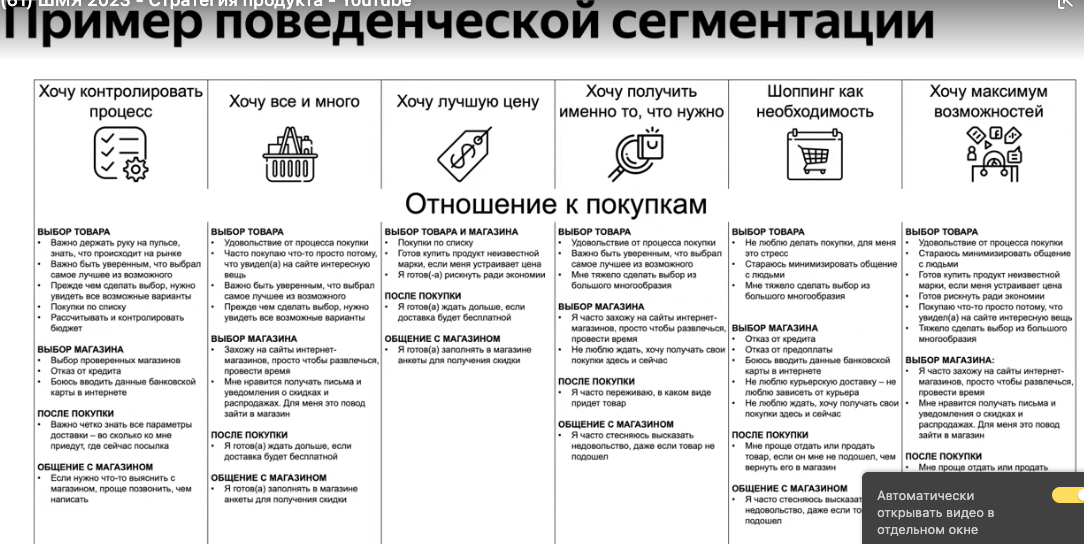 (61) ШМЯ 2023 - Стратегия продукта - YouTube
Пример поведенческой сегментации
Хочу контролировать
процесс
Хочу все и много
Хочу лучшую цену
Хочу получить
именно то, что нужно
Шоппинг как
необходимость
Хочу максимум
возможностей
Отношение к покупкам
ВЫБОР ТОВАРА
• Важно держать руку на пульсе,
знать, что происходит на рынке
• Важно быть уверенным, что выбрал
самое лучшее из возможного
• Прежде чем сделать выбор, нужно
увидеть все возможные варианты
• Покупки по списку
• Рассчитывать и контролировать
бюджет
ВЫБОР МАГАЗИНА
• Выбор проверенных магазинов
• Отказ от кредита
• Боюсь вводить данные банковской
карты в интернете
ПОСЛЕ ПОКУПКИ
• Важно четко знать все параметры
доставки – во сколько ко мне
приедут, где сейчас посылка
ОБЩЕНИЕ С МАГАЗИНОМ
• Если нужно что-то выяснить с
магазином, проще позвонить, чем
написать
ВЫБОР ТОВАРА
• Удовольствие от процесса покупки
• Часто покупаю что-то просто потому,
что увидел(а) на сайте интересную
вещь
• Важно быть уверенным, что выбрал
самое лучшее из возможного
• Прежде чем сделать выбор, нужно
увидеть все возможные варианты
ВЫБОР МАГАЗИНА
• Захожу на сайты интернет-
магазинов, просто чтобы развлечься,
провести время
• Мне нравится получать письма и
уведомления о скидках и
распродажах. Для меня это повод
зайти в магазин
ПОСЛЕ ПОКУПКИ
• Я готов(а) ждать дольше, если
доставка будет бесплатной
ОБЩЕНИЕ С МАГАЗИНОМ
• Я готов(а) заполнять в магазине
анкеты для получения скидки
ВЫБОР ТОВАРА И МАГАЗИНА
• Покупки по списку
• Готов купить продукт неизвестной
марки, если меня устраивает цена
• Я готов(-а) рискнуть ради экономии
ПОСЛЕ ПОКУПКИ
• Я готов(а) ждать дольше, если
доставка будет бесплатной
ОБЩЕНИЕ С МАГАЗИНОМ
• Я готов(а) заполнять в магазине
анкеты для получения скидки
ВЫБОР ТОВАРА
• Удовольствие от процесса покупки
• Важно быть уверенным, что выбрал
самое лучшее из возможного
• Мне тяжело сделать выбор из
большого многообразия
ВЫБОР МАГАЗИНА
• Я часто захожу на сайты интернет-
магазинов, просто чтобы развлечься,
провести время
• Не люблю ждать, хочу получать свои
покупки здесь и сейчас
ПОСЛЕ ПОКУПКИ
• Я часто переживаю, в каком виде
придет товар
ОБЩЕНИЕ С МАГАЗИНОМ
• Я часто стесняюсь высказать
недовольство, даже если товар не
подошел
ВЫБОР ТОВАРА
• Не люблю делать покупки, для меня
это стресс
• Стараюсь минимизировать общение
с людьми
• Мне тяжело сделать выбор из
большого многообразия
ВЫБОР МАГАЗИНА
• Отказ от кредита
• Отказ от предоплаты
• Боюсь вводить данные банковской
карты в интернете
• Не люблю курьерскую доставку – не
люблю зависеть от курьера
• Не люблю ждать, хочу получать свои
покупки здесь и сейчас
ПОСЛЕ ПОКУПКИ
• Мне проще отдать или продать
товар, если он мне не подошел, чем
вернуть его в магазин
ОБЩЕНИЕ С МАГАЗИНОМ
• Я часто стесняюсь высказат
недовольство, даже если то
подошел
ВЫБОР ТОВАРА
• Удовольствие от процесса покупки
• Стараюсь минимизировать общение
с людьми
• Готов купить продукт неизвестной
марки, если меня устраивает цена
• Готов рискнуть ради экономии
• Покупаю что-то просто потому, что
увидел(а) на сайте интересную вещь
• Тяжело сделать выбор из большого
многообразия
ВЫБОР МАГАЗИНА:
• Я часто захожу на сайты интернет-
магазинов, просто чтобы развлечься,
провести время
• Мне нравится получать письма и
уведомления о скидках и
распродажах. Для меня это повод
зайти в магазин
ПОСЛЕ ПОКУПКИ
• Мне проще отдать или продать
Автоматически
открывать видео в
отдельном окне